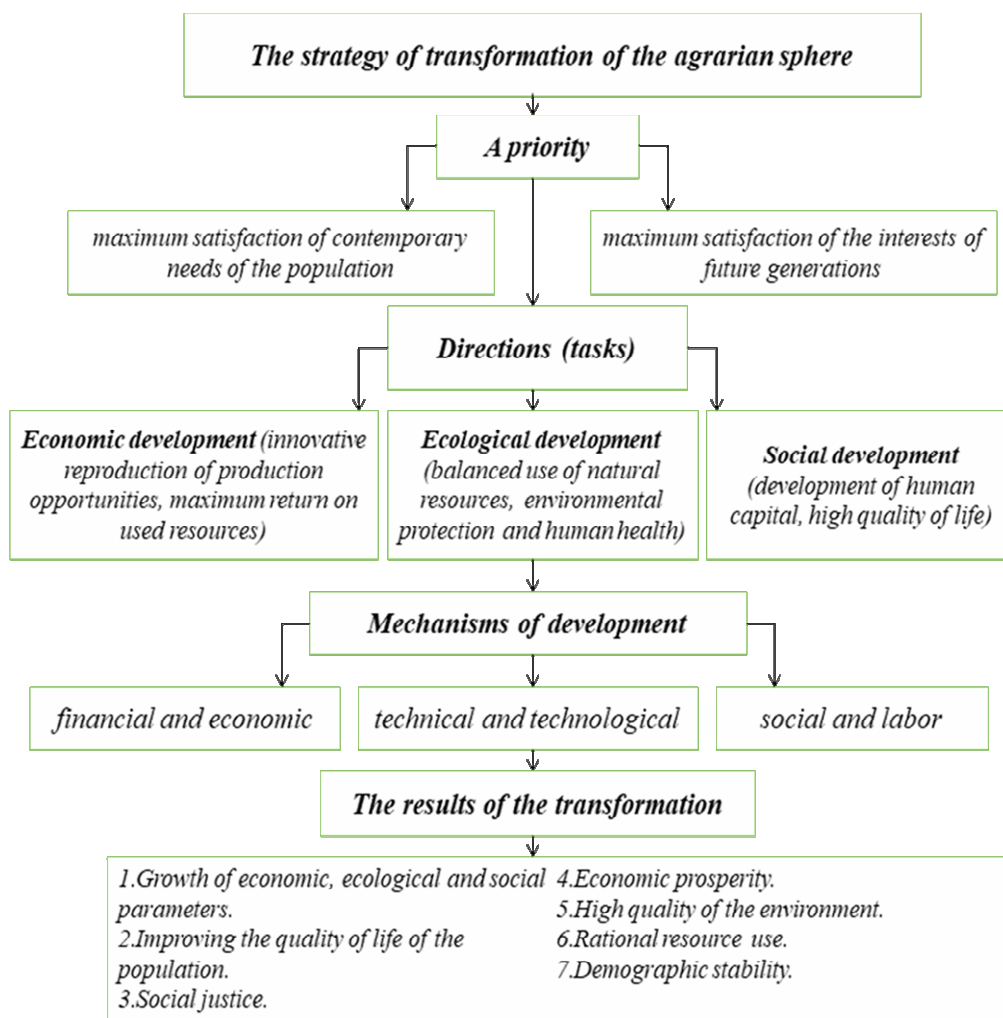 The strategy of transformation of the agrarian sphere
A priority
maximum satisfaction of contemporary
needs of the population
maximum satisfaction of the interests of
future generations
Directions (tasks)
Economic development (innovative
reproduction of production
opportunities, maximum return on
used resources)
Ecological development
(balanced use of natural
resources, environmental
protection and human health)
Social development
(development of human
capital, high quality of life)
Mechanisms of development
financial and economic
technical and technological
social and labor
The results of the transformation
1.Growth of economic, ecological and social
parameters.
2.Improving the quality of life of the
population.
3.Social justice.
4.Economic prosperity.
5.High quality of the environment.
6.Rational resource use.
7.Demographic stability.